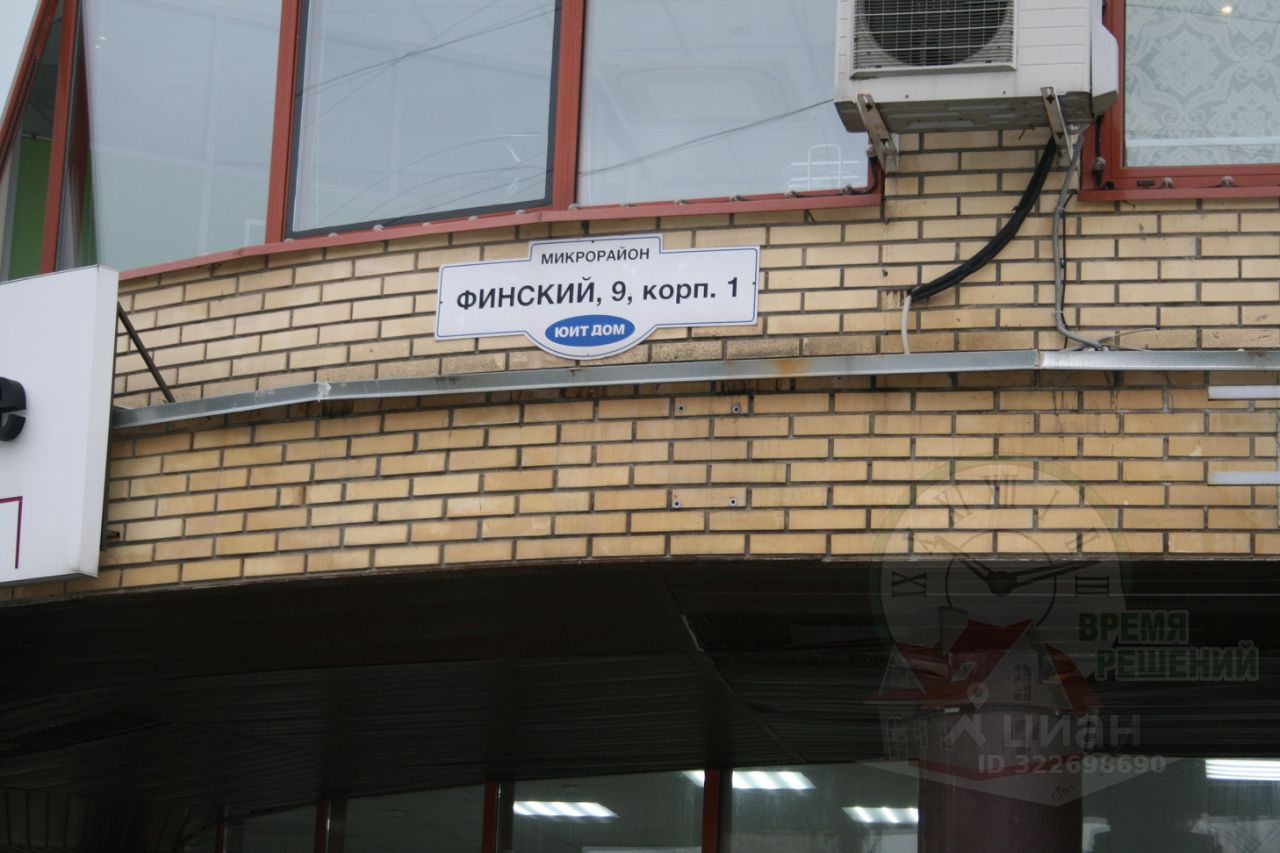 МИКРОРАЙОН
ФИНСКИЙ, 9, корп. 1
ЮИТ ДОМ
е
ВРЕМЯ
РЕШЕНИЙ
циан
ID 322698690